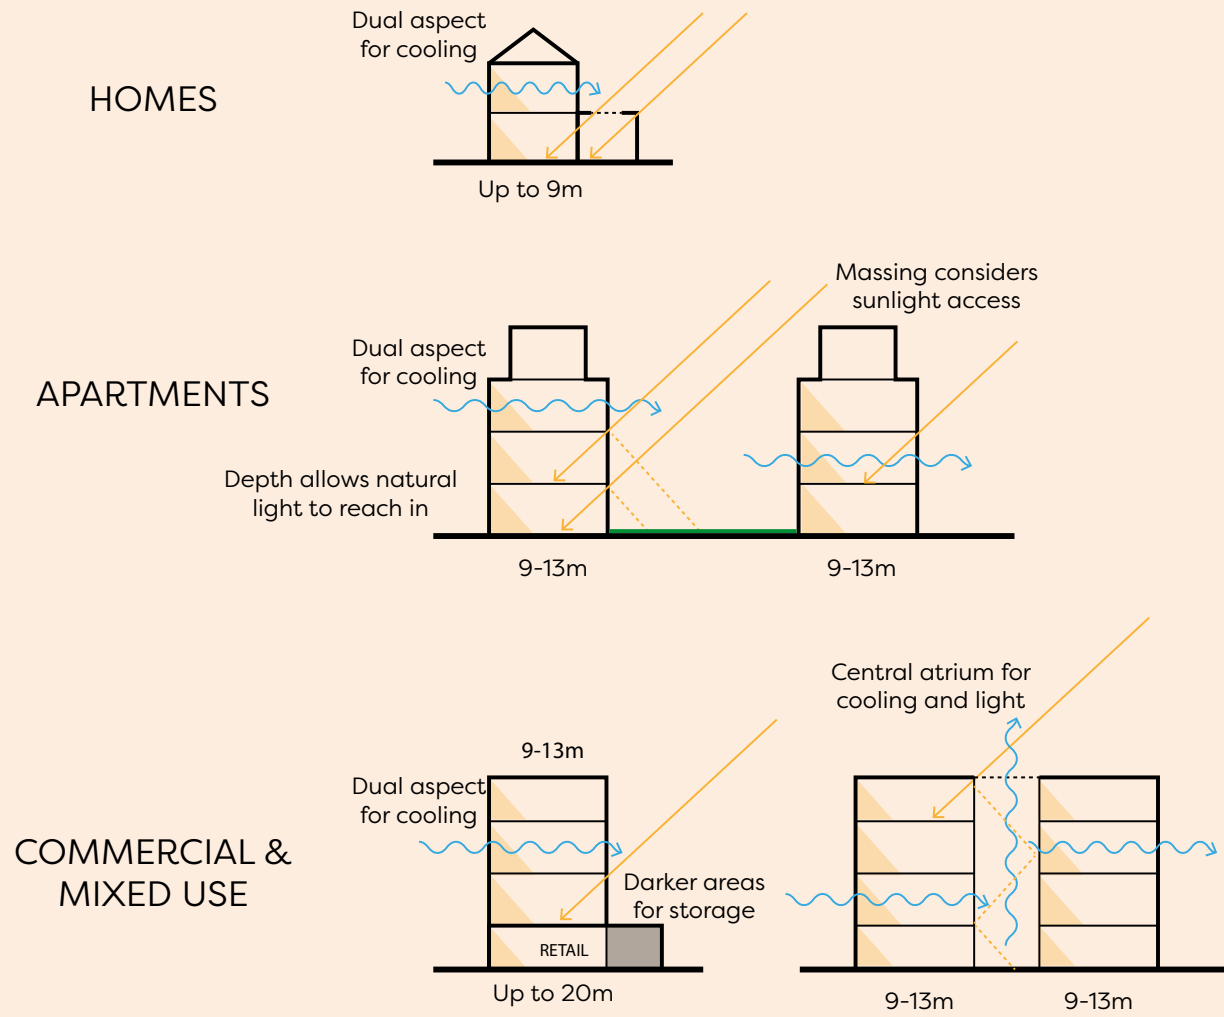 HOMES
Dual aspect
for cooling
Up to 9m
APARTMENTS
Dual aspect
for cooling
Massing considers
sunlight access
Depth allows natural
light to reach in
9-13m
9-13m
COMMERCIAL &
MIXED USE
9-13m
Dual aspect
for cooling
Darker areas
for storage
RETAIL
Up to 20m
Central atrium for
cooling and light
9-13m
9-13m